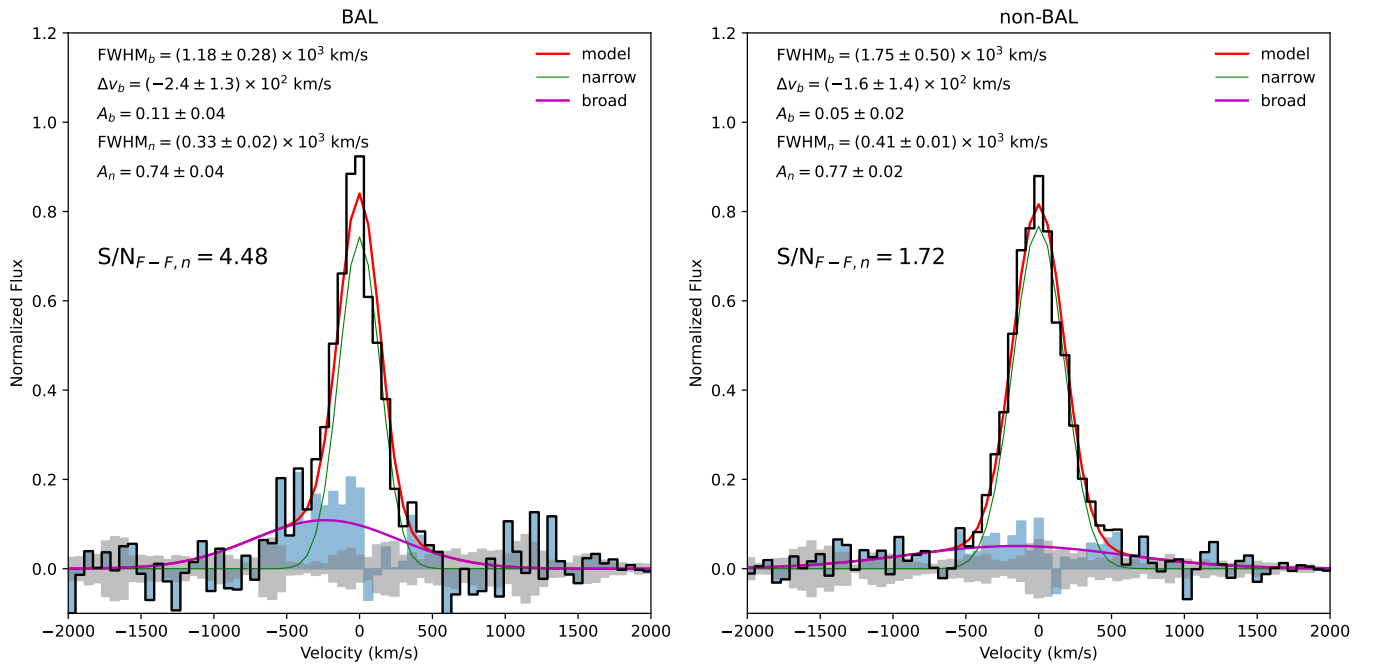 BAL
FWHM_b = (1.18 ± 0.28) × 10^3 km/s
Δv_b = (−2.4 ± 1.3) × 10^2 km/s
A_b = 0.11 ± 0.04
FWHM_n = (0.33 ± 0.02) × 10^3 km/s
A_n = 0.74 ± 0.04
S/N_{F−F, n} = 4.48
model
narrow
broad
Normalized Flux
1.2
1.0
0.8
0.6
0.4
0.2
0.0
−2000 −1500 −1000 −500 0 500 1000 1500 2000
Velocity (km/s)
non-BAL
FWHM_b = (1.75 ± 0.50) × 10^3 km/s
Δv_b = (−1.6 ± 1.4) × 10^2 km/s
A_b = 0.05 ± 0.02
FWHM_n = (0.41 ± 0.01) × 10^3 km/s
A_n = 0.77 ± 0.02
S/N_{F−F, n} = 1.72
model
narrow
broad
Normalized Flux
1.2
1.0
0.8
0.6
0.4
0.2
0.0
−2000 −1500 −1000 −500 0 500 1000 1500 2000
Velocity (km/s)